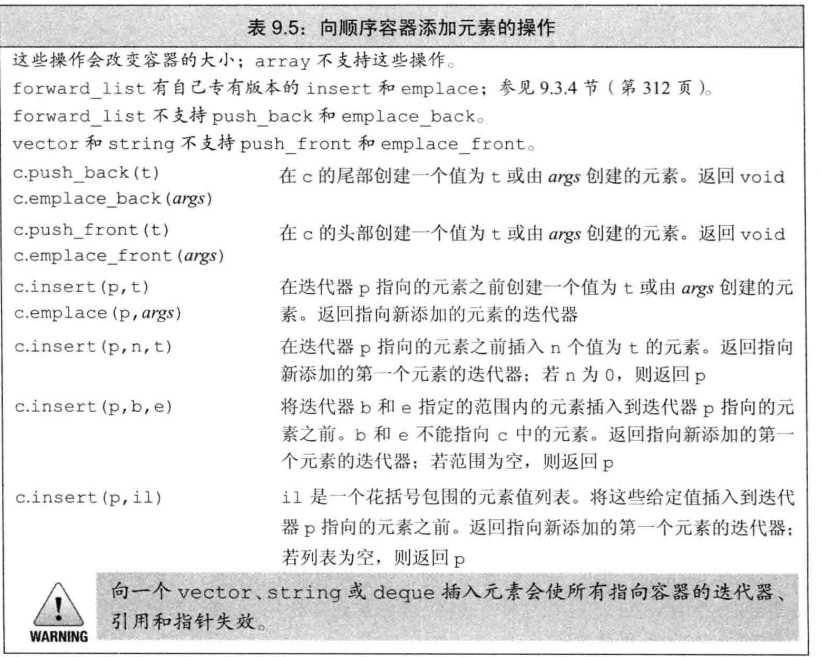 表 9.5：向顺序容器添加元素的操作
这些操作会改变容器的大小；array 不支持这些操作。
forward_list 有自己专有版本的 insert 和 emplace；参见 9.3.4 节（第 312 页）。
forward_list 不支持 push_back 和 emplace_back。
vector 和 string 不支持 push_front 和 emplace_front。
c.push_back(t) 在 c 的尾部创建一个值为 t 或由 args 创建的元素。返回 void
c.emplace_back(args)
c.push_front(t) 在 c 的头部创建一个值为 t 或由 args 创建的元素。返回 void
c.emplace_front(args)
c.insert(p,t) 在迭代器 p 指向的元素之前创建一个值为 t 或由 args 创建的元
c.emplace(p,args) 素。返回指向新添加的元素的迭代器
c.insert(p,n,t) 在迭代器 p 指向的元素之前插入 n 个值为 t 的元素。返回指向
新添加的第一个元素的迭代器；若 n 为 0，则返回 p
c.insert(p,b,e) 将迭代器 b 和 e 指定的范围内的元素插入到迭代器 p 指向的元
素之前。b 和 e 不能指向 c 中的元素。返回指向新添加的第一
个元素的迭代器；若范围为空，则返回 p
c.insert(p,il) il 是一个花括号包围的元素值列表。将这些给定值插入到迭代
器 p 指向的元素之前。返回指向新添加的第一个元素的迭代器；
若列表为空，则返回 p
向一个 vector、string 或 deque 插入元素会使所有指向容器的迭代器、
引用和指针失效。
WARNING